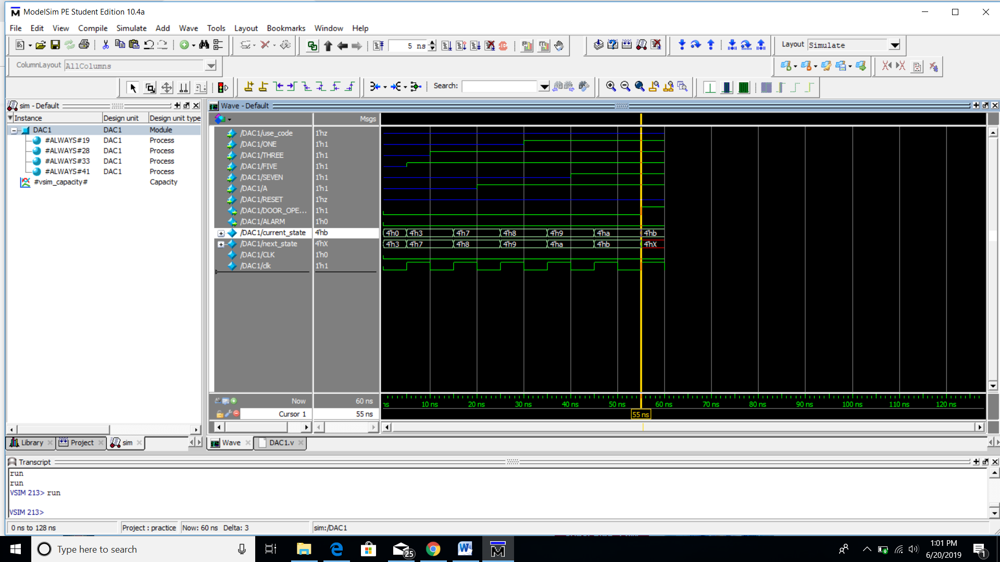 ModelSim PE Student Edition 10.4a
File Edit View Compile Simulate Add Wave Tools Layout Bookmarks Window Help
5 ns
Layout Simulate
ColumnLayout AllColumns
Search:
sim - Default
Wave - Default
Instance Design unit Design unit type
Msgs
DAC1 DAC1 Module
#ALWAYS#19 DAC1 Process
#ALWAYS#28 DAC1 Process
#ALWAYS#33 DAC1 Process
#ALWAYS#41 DAC1 Process
#vsim_capacity# Capacity
/DAC1/use_code 1'hz
/DAC1/ONE 1'h1
/DAC1/THREE 1'h1
/DAC1/FIVE 1'h1
/DAC1/SEVEN 1'h1
/DAC1/A 1'h1
/DAC1/RESET 1'hz
/DAC1/DOOR_OPE... 1'h1
/DAC1/ALARM 1'h0
/DAC1/current_state 4'hb 4'h0 4'h3 4'h7 4'h8 4'h9 4'ha 4'hb
/DAC1/next_state 4'hX 4'h3 4'h7 4'h8 4'h9 4'ha 4'hb 4'hX
/DAC1/CLK 1'h0
/DAC1/clk 1'h1
Now 60 ns
ns 10 ns 20 ns 30 ns 40 ns 50 ns 60 ns 70 ns 80 ns 90 ns 100 ns 110 ns 120 ns
Cursor 1 55 ns
55 ns
Library Project sim
Wave DAC1.v
Transcript
run
run
VSIM 213> run
VSIM 213>
0 ns to 128 ns Project : practice Now: 60 ns Delta: 3 sim:/DAC1
Type here to search
25
1:01 PM
6/20/2019
1